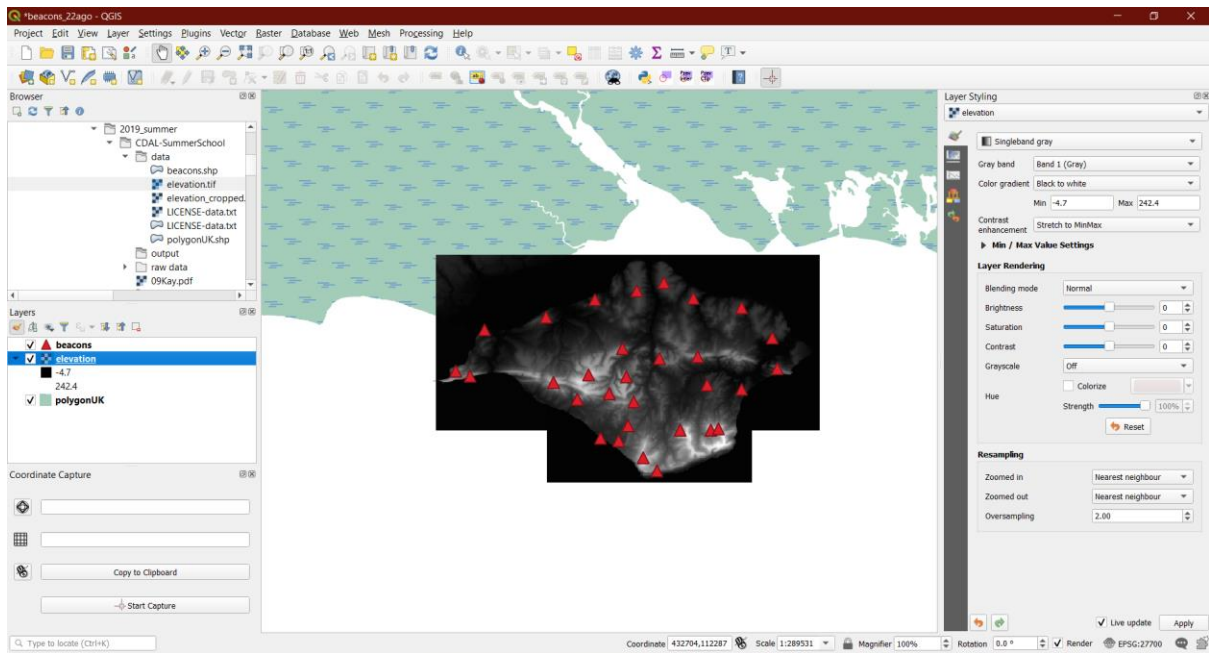 *beacons_22ago - QGIS
Project Edit View Layer Settings Plugins Vector Raster Database Web Mesh Processing Help
Browser
2019_summer
CDAL-SummerSchool
data
beacons.shp
elevation.tif
elevation_cropped.
LICENSE-data.txt
LICENSE-data.txt
polygonUK.shp
output
raw data
09Kay.pdf
Layers
beacons
elevation
-4.7
242.4
polygonUK
Coordinate Capture
Copy to Clipboard
Start Capture
Layer Styling
elevation
Singleband gray
Gray band Band 1 (Gray)
Color gradient Black to white
Min -4.7 Max 242.4
Contrast
enhancement Stretch to MinMax
Min / Max Value Settings
Layer Rendering
Blending mode Normal
Brightness 0
Saturation 0
Contrast 0
Grayscale Off
Hue Colorize
Strength 100%
Reset
Resampling
Zoomed in Nearest neighbour
Zoomed out Nearest neighbour
Oversampling 2.00
Live update Apply
Type to locate (Ctrl+K) Coordinate 432704,112287 Scale 1:289531 Magnifier 100% Rotation 0.0 ° Render EPSG:27700